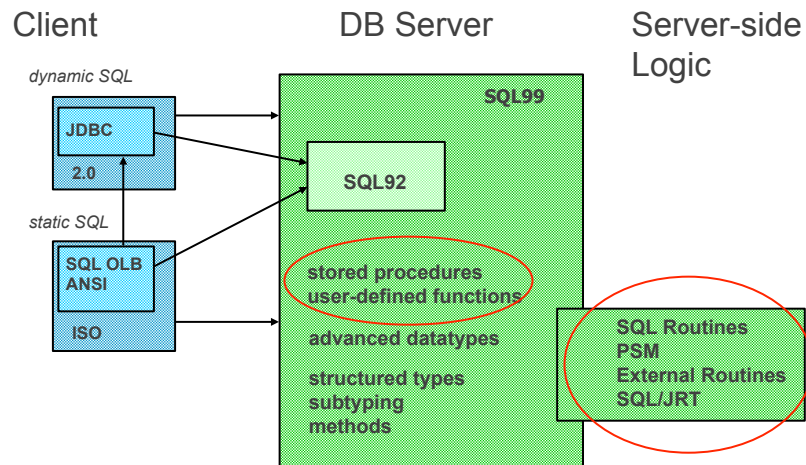 Client
DB Server
Server-side
Logic
dynamic SQL
JDBC
2.0
static SQL
SQL OLB
ANSI
ISO
SQL99
SQL92
stored procedures
user-defined functions
advanced datatypes
structured types
subtyping
methods
SQL Routines
PSM
External Routines
SQL/JRT